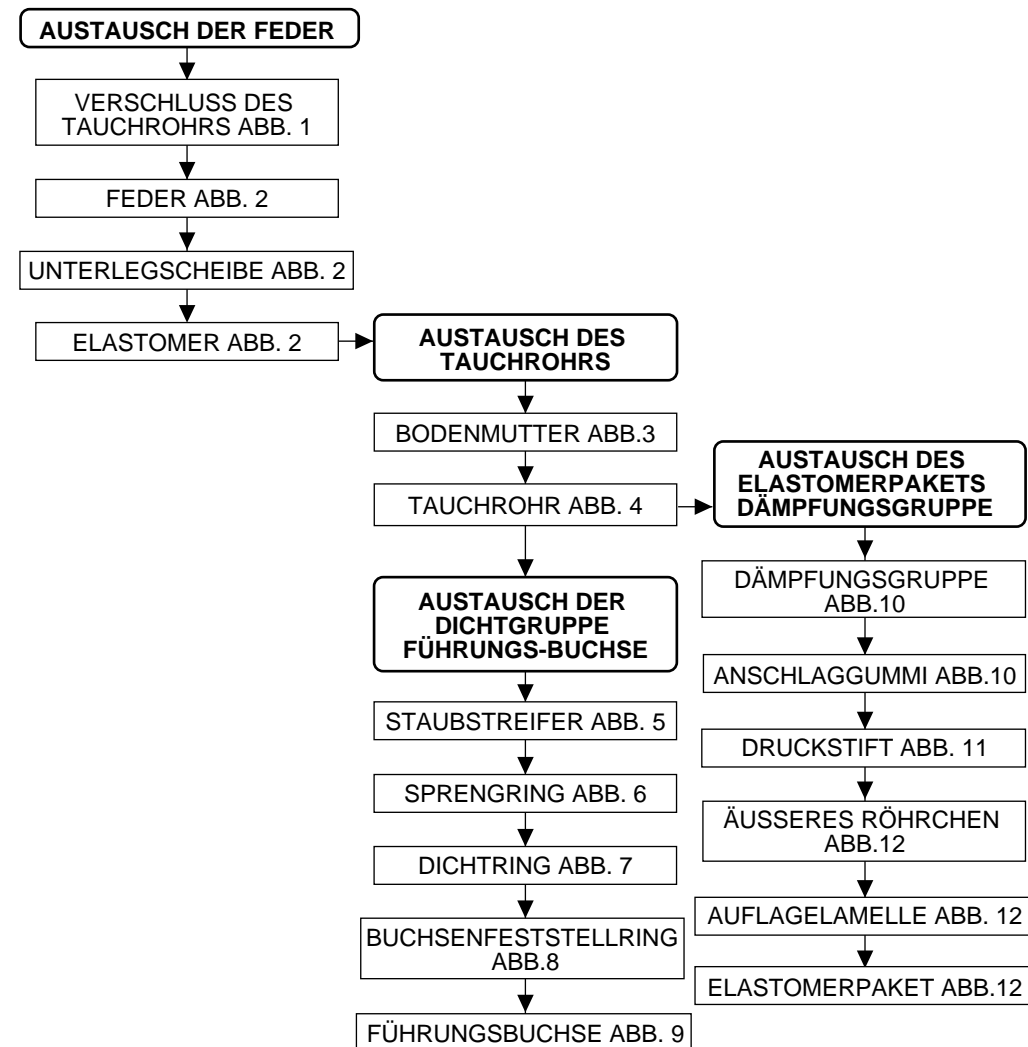 AUSTAUSCH DER FEDER
VERSCHLUSS DES
TAUCHROHRS ABB. 1
FEDER ABB. 2
UNTERLEGSCHEIBE ABB. 2
ELASTOMER ABB. 2
AUSTAUSCH DES
TAUCHROHRS
BODENMUTTER ABB.3
TAUCHROHR ABB. 4
AUSTAUSCH DER
DICHTGRUPPE
FÜHRUNGS-BUCHSE
STAUBSTREIFER ABB. 5
SPRENGRING ABB. 6
DICHTRING ABB. 7
BUCHSENFESTSTELLRING
ABB.8
FÜHRUNGSBUCHSE ABB. 9
AUSTAUSCH DES
ELASTOMERPAKETS
DÄMPFUNGSGRUPPE
DÄMPFUNGSGRUPPE
ABB.10
ANSCHLAGGUMMI ABB.10
DRUCKSTIFT ABB. 11
ÄUSSERES RÖHRCHEN
ABB.12
AUFLAGELAMELLE ABB. 12
ELASTOMERPAKET ABB.12